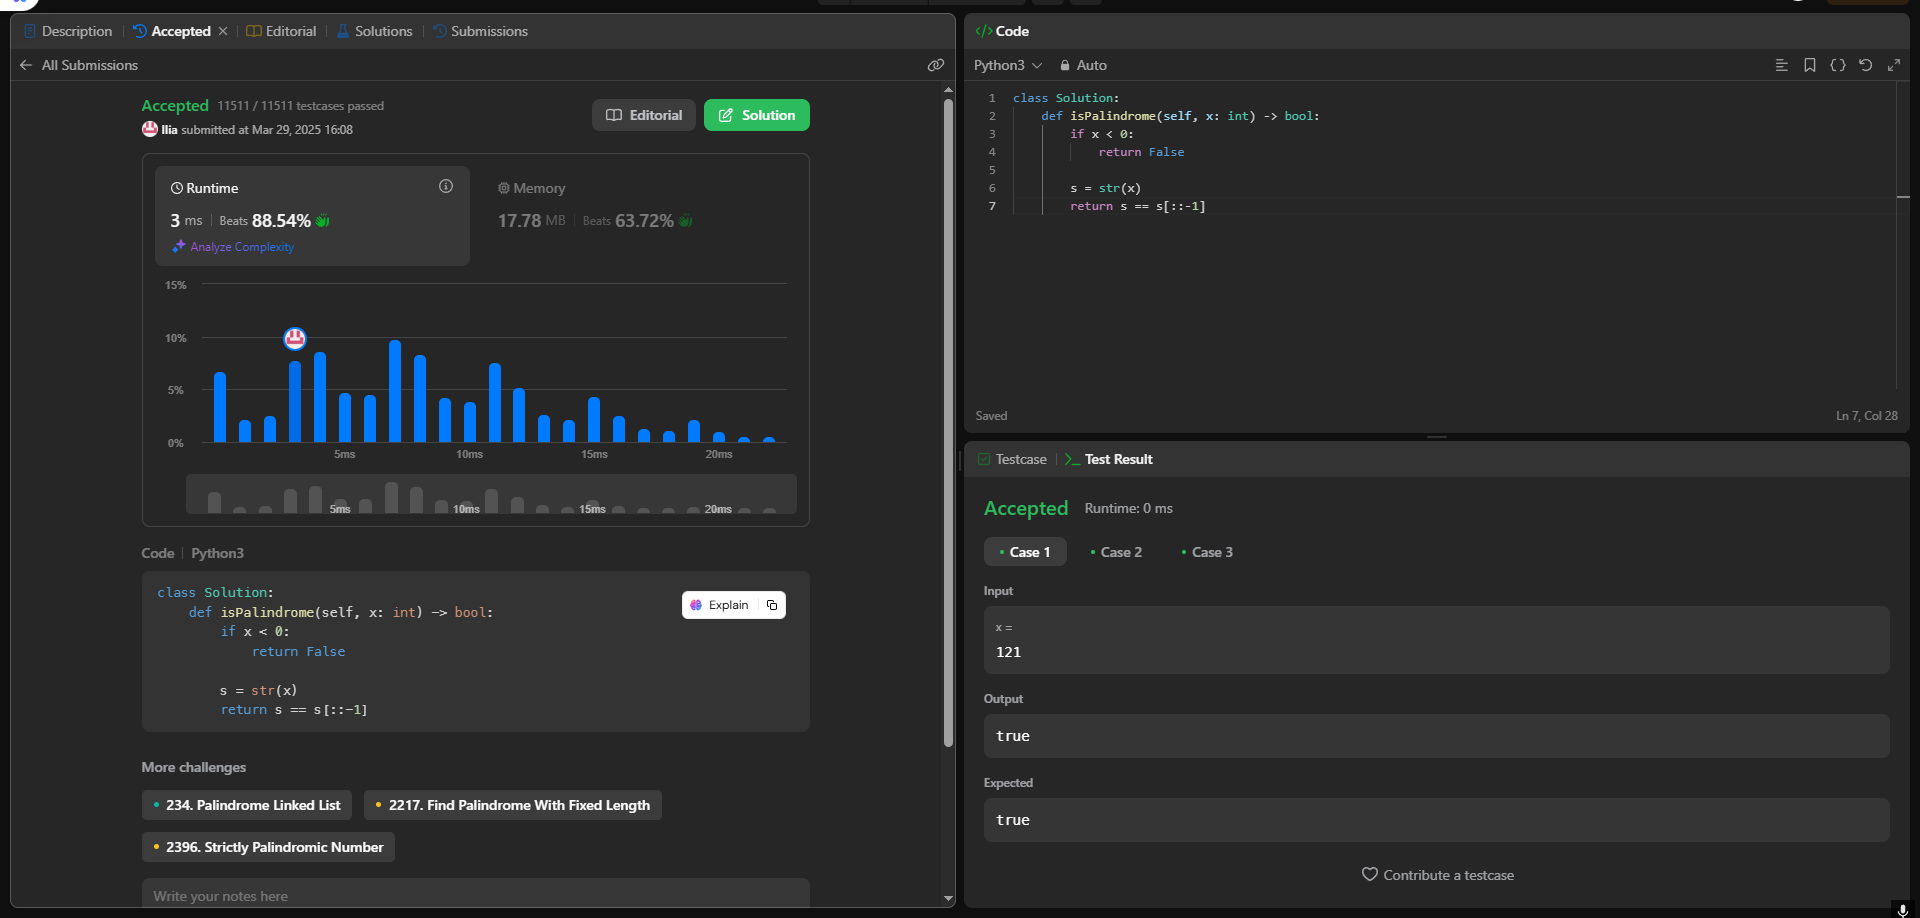 Description
Accepted
Editorial
Solutions
Submissions
All Submissions
Accepted 11511 / 11511 testcases passed
Ilia submitted at Mar 29, 2025 16:08
Editorial
Solution
Runtime
3 ms | Beats 88.54%
Analyze Complexity
Memory
17.78 MB | Beats 63.72%
15%
10%
5%
0%
5ms
10ms
15ms
20ms
5ms
10ms
15ms
20ms
Code | Python3
class Solution:
    def isPalindrome(self, x: int) -> bool:
        if x < 0:
            return False
        s = str(x)
        return s == s[::-1]
Explain
More challenges
234. Palindrome Linked List
2217. Find Palindrome With Fixed Length
2396. Strictly Palindromic Number
Write your notes here
</> Code
Python3
Auto
1 class Solution:
2     def isPalindrome(self, x: int) -> bool:
3         if x < 0:
4             return False
5
6         s = str(x)
7         return s == s[::-1]
Saved
Ln 7, Col 28
Testcase
>_ Test Result
Accepted Runtime: 0 ms
Case 1
Case 2
Case 3
Input
x =
121
Output
true
Expected
true
Contribute a testcase